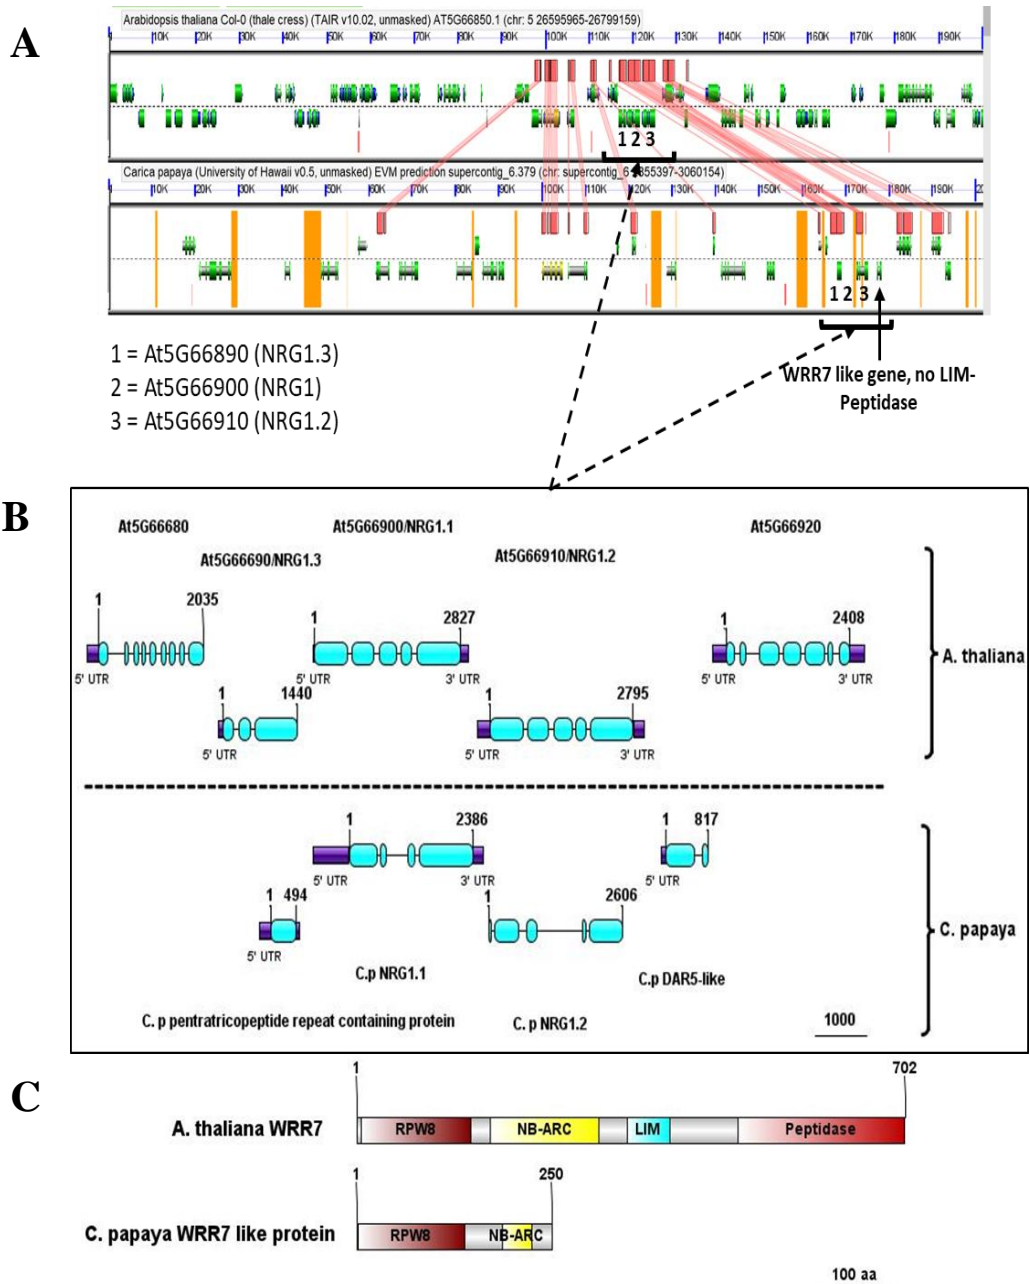 A
Arabidopsis thaliana Col-0 (thale cress) (TAIR v10.02, unmasked) AT5G66850.1 (chr: 5 26595965-26799159)
10K 20K 30K 40K 50K 60K 70K 80K 90K 100K 110K 120K 130K 140K 150K 160K 170K 180K 190K
1 2 3
Carica papaya (University of Hawaii v0.5, unmasked) EVM prediction supercontig_6.379 (chr: supercontig_6 355397-3060154)
10K 20K 30K 40K 50K 60K 70K 80K 90K 100K 110K 120K 130K 140K 150K 160K 170K 180K 190K
1 2 3
1 = At5G66890 (NRG1.3)
2 = At5G66900 (NRG1)
3 = At5G66910 (NRG1.2)
WRR7 like gene, no LIM-
Peptidase
B
At5G66680 At5G66900/NRG1.1 At5G66920
At5G66690/NRG1.3 At5G66910/NRG1.2
1 2035 1 2827 1 2408
5' UTR 5' UTR 3' UTR 5' UTR 3' UTR
A. thaliana
1 1440 1 2795
5' UTR 5' UTR 3' UTR
1 2386 1 817
5' UTR 3' UTR 5' UTR
1 494 1 2606
C. papaya
5' UTR
C.p NRG1.1 C.p DAR5-like
C. p pentratricopeptide repeat containing protein C. p NRG1.2 1000
C
1 702
A. thaliana WRR7 RPW8 NB-ARC LIM Peptidase
1 250
C. papaya WRR7 like protein RPW8 NB-ARC
100 aa